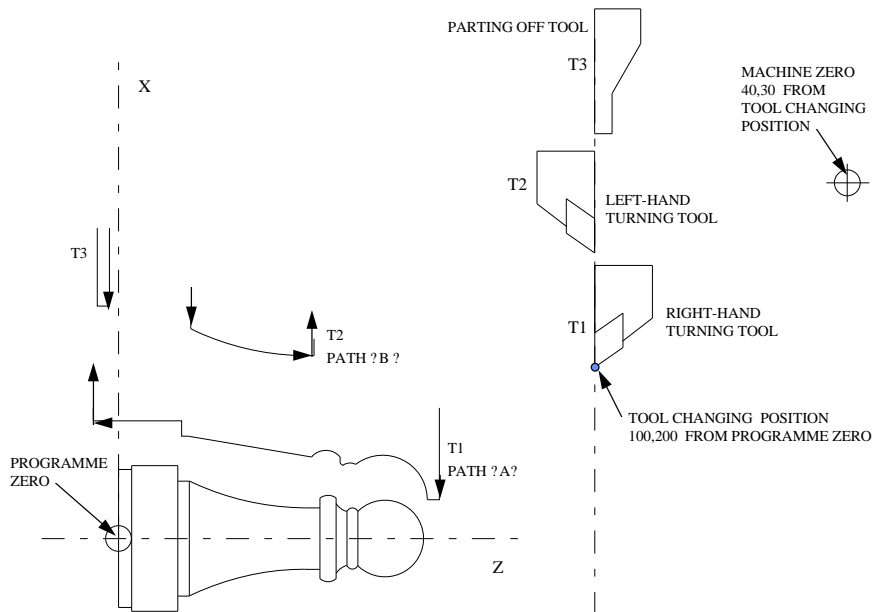 PARTING OFF TOOL
T3
MACHINE ZERO
40,30 FROM
TOOL CHANGING
POSITION
X
T2
LEFT-HAND
TURNING TOOL
T3
T1
RIGHT-HAND
TURNING TOOL
T2
PATH ?B ?
TOOL CHANGING POSITION
100,200 FROM PROGRAMME ZERO
T1
PATH ?A?
PROGRAMME
ZERO
Z